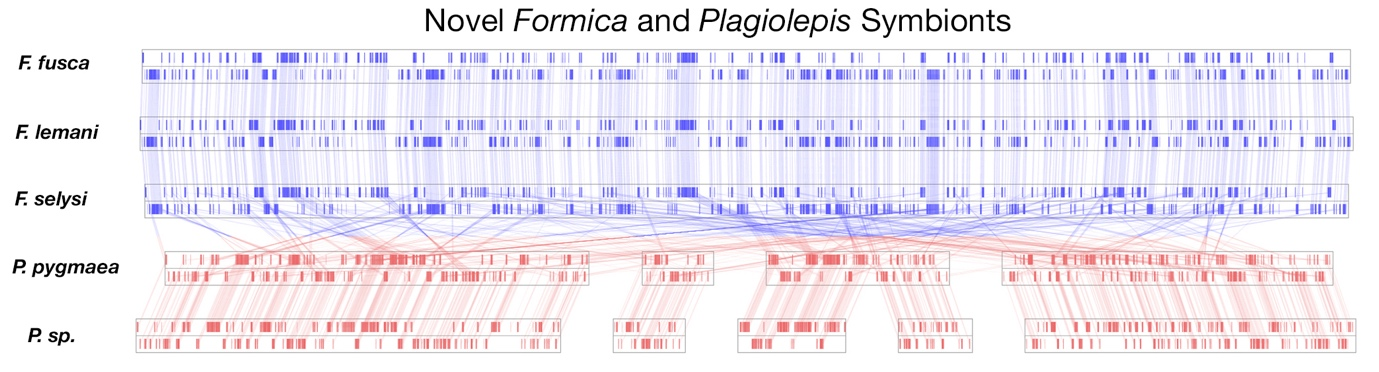 Novel Formica and Plagiolepis Symbionts
F. fusca
F. lemani
F. selysi
P. pygmaea
P. sp.